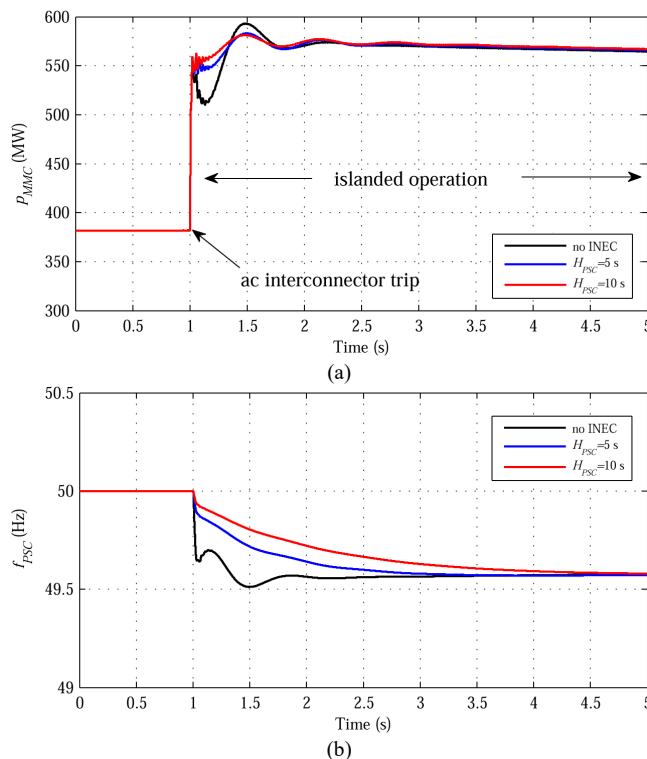 (a)
600
550
500
450
400
350
300
p_MMC (MW)
islanded operation
ac interconnector trip
no INEC
H_PSC=5 s
H_PSC=10 s
0 0.5 1 1.5 2 2.5 3 3.5 4 4.5 5
Time (s)
(a)
50.5
50
49.5
49
f_PSC (Hz)
no INEC
H_PSC=5 s
H_PSC=10 s
0 0.5 1 1.5 2 2.5 3 3.5 4 4.5 5
Time (s)
(b)